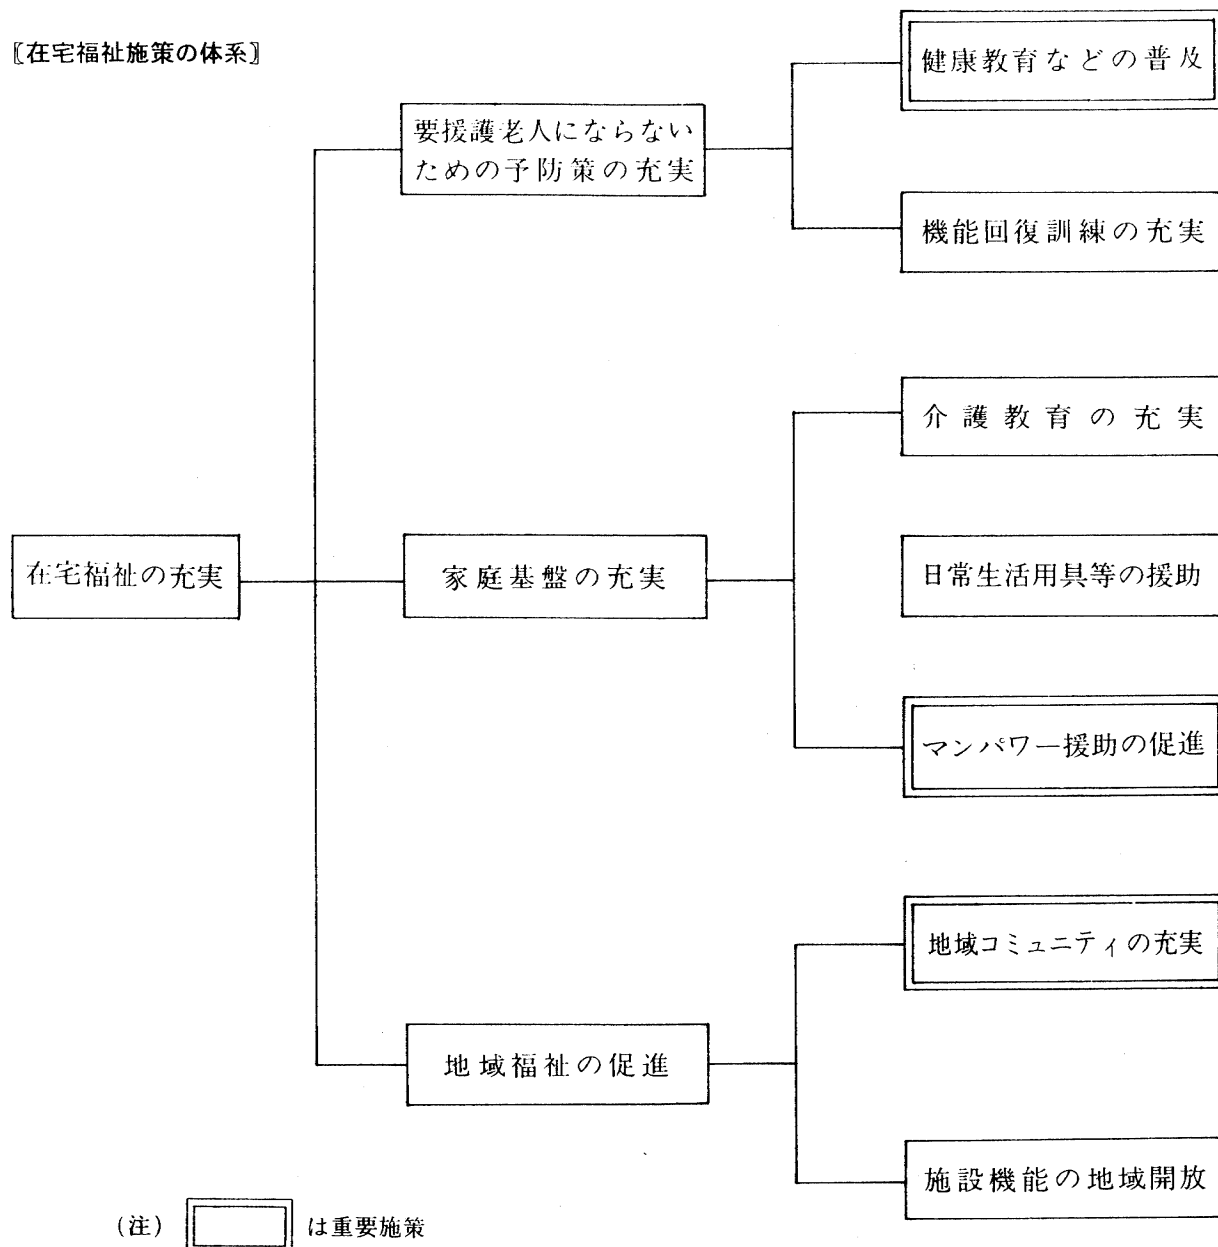 〖在宅福祉施策の体系〗
健康教育などの普及
要援護老人にならない
ための予防策の充実
機能回復訓練の充実
介護教育の充実
在宅福祉の充実
家庭基盤の充実
日常生活用具等の援助
マンパワー援助の促進
地域コミュニティの充実
地域福祉の促進
施設機能の地域開放
(注)
は重要施策